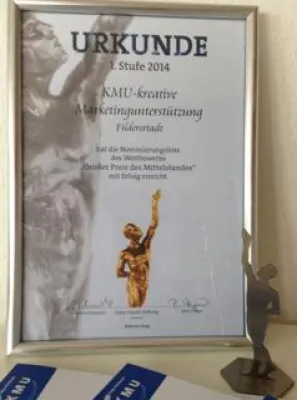 URKUNDE
1. Stufe 2014
KMU-kreative
Marketingunterstützung
Filderstadt
hat die Nominierungsliste
des Wettbewerbs
„Großer Preis des Mittelstandes"
mit Erfolg erreicht.
KMU
KMU